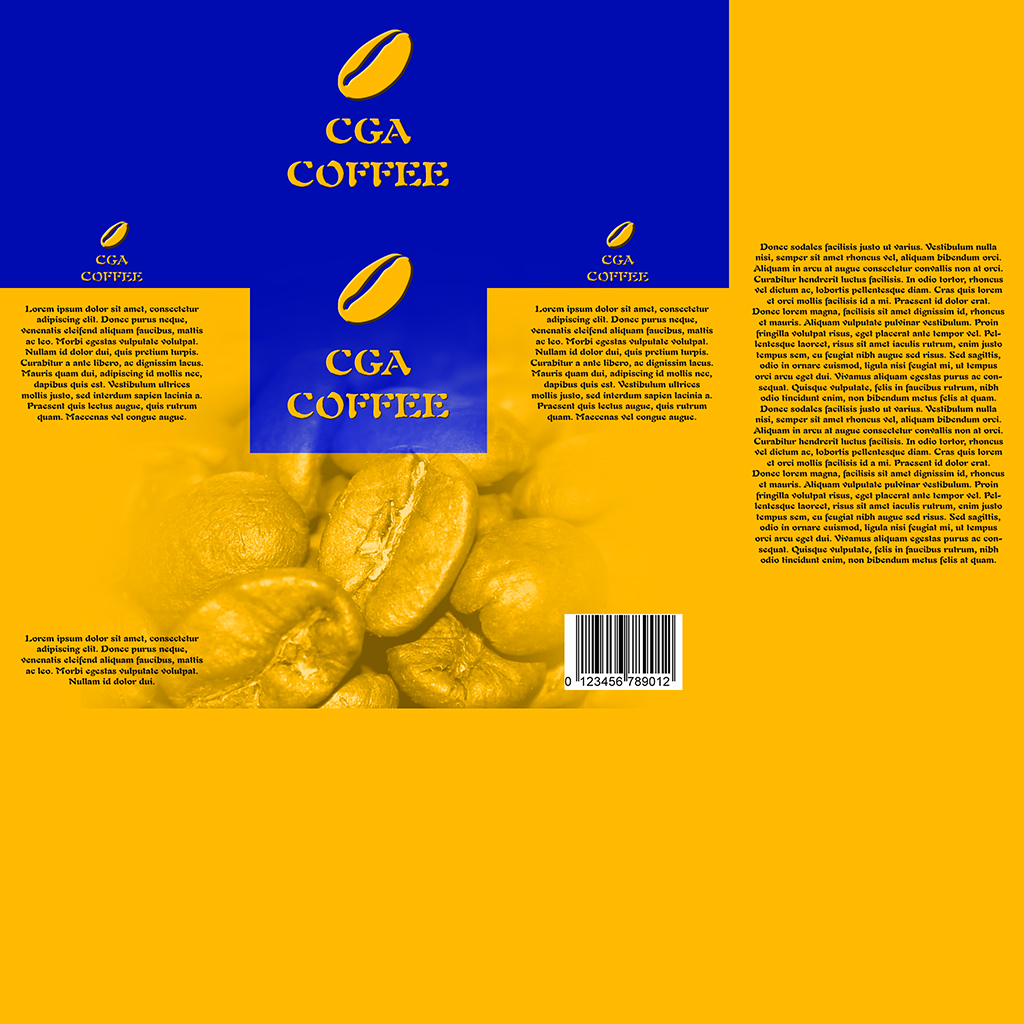 CGA
COFFEE
CGA
COFFEE
CGA
COFFEE
CGA
COFFEE
Lorem ipsum dolor sit amet, consectetur
adipiscing elit. Donec purus neque,
venenatis eleifend aliquam faucibus, mattis
ac leo. Morbi egestas vulputate volutpat.
Nullam id dolor dui, quis pretium turpis.
Curabitur a ante libero, ac dignissim lacus.
Mauris quam dui, adipiscing id mollis nec,
dapibus quis est. Vestibulum ultrices
mollis justo, sed interdum sapien lacinia a.
Praesent quis lectus augue, quis rutrum
quam. Maecenas vel congue augue.
Lorem ipsum dolor sit amet, consectetur
adipiscing elit. Donec purus neque,
venenatis eleifend aliquam faucibus, mattis
ac leo. Morbi egestas vulputate volutpat.
Nullam id dolor dui, quis pretium turpis.
Curabitur a ante libero, ac dignissim lacus.
Mauris quam dui, adipiscing id mollis nec,
dapibus quis est. Vestibulum ultrices
mollis justo, sed interdum sapien lacinia a.
Praesent quis lectus augue, quis rutrum
quam. Maecenas vel congue augue.
Lorem ipsum dolor sit amet, consectetur
adipiscing elit. Donec purus neque,
venenatis eleifend aliquam faucibus, mattis
ac leo. Morbi egestas vulputate volutpat.
Nullam id dolor dui.
0 123456 789012
Donec sodales facilisis justo ut varius. Vestibulum nulla
nisi, semper sit amet rhoncus vel, aliquam bibendum orci.
Aliquam in arcu at augue consectetur convallis non at orci.
Curabitur hendrerit luctus facilisis. In odio tortor, rhoncus
vel dictum ac, lobortis pellentesque diam. Cras quis lorem
et orci mollis facilisis id a mi. Praesent id dolor erat.
Donec lorem magna, facilisis sit amet dignissim id, rhoncus
et mauris. Aliquam vulputate pulvinar vestibulum. Proin
fringilla volutpat risus, eget placerat ante tempor vel. Pel-
lentesque laoreet, risus sit amet iaculis rutrum, enim justo
tempus sem, eu feugiat nibh augue sed risus. Sed sagittis,
odio in ornare euismod, ligula nisi feugiat mi, ut tempus
orci arcu eget dui. Vivamus aliquam egestas purus ac con-
sequat. Quisque vulputate, felis in faucibus rutrum, nibh
odio tincidunt enim, non bibendum metus felis at quam.
Donec sodales facilisis justo ut varius. Vestibulum nulla
nisi, semper sit amet rhoncus vel, aliquam bibendum orci.
Aliquam in arcu at augue consectetur convallis non at orci.
Curabitur hendrerit luctus facilisis. In odio tortor, rhoncus
vel dictum ac, lobortis pellentesque diam. Cras quis lorem
et orci mollis facilisis id a mi. Praesent id dolor erat.
Donec lorem magna, facilisis sit amet dignissim id, rhoncus
et mauris. Aliquam vulputate pulvinar vestibulum. Proin
fringilla volutpat risus, eget placerat ante tempor vel. Pel-
lentesque laoreet, risus sit amet iaculis rutrum, enim justo
tempus sem, eu feugiat nibh augue sed risus. Sed sagittis,
odio in ornare euismod, ligula nisi feugiat mi, ut tempus
orci arcu eget dui. Vivamus aliquam egestas purus ac con-
sequat. Quisque vulputate, felis in faucibus rutrum, nibh
odio tincidunt enim, non bibendum metus felis at quam.